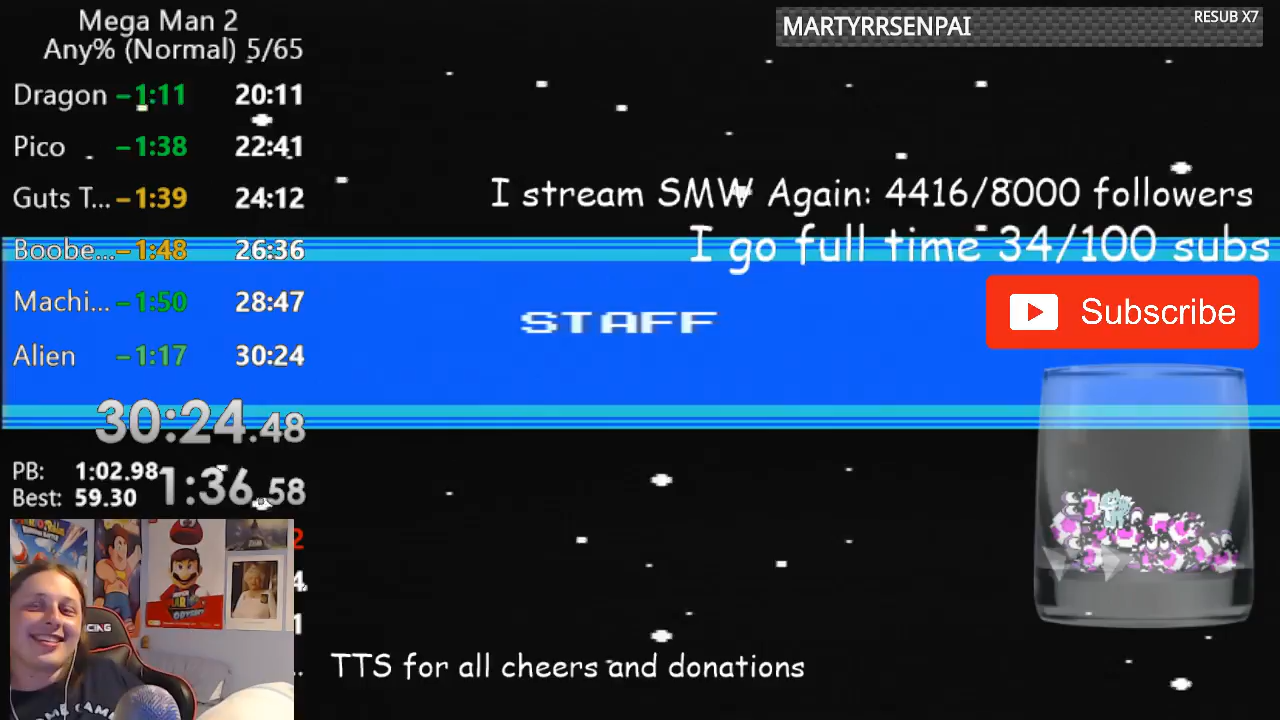 Mega Man 2
Any% (Normal) 5/65
Dragon -1:11 20:11
Pico -1:38 22:41
Guts T... -1:39 24:12
Boobe... -1:48 26:36
Machi... -1:50 28:47
Alien -1:17 30:24
30:24.48
PB: 1:02.98
Best: 59.30
1:36.58
MARTYRRSENPAI
RESUB X7
I stream SMW Again: 4416/8000 followers
I go full time 34/100 subs
STAFF
Subscribe
CING
ODYSSEY
TTS for all cheers and donations